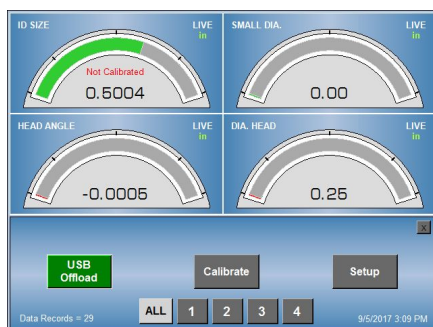 ID SIZE
LIVE
in
Not Calibrated
0.5004
SMALL DIA.
LIVE
in
0.00
HEAD ANGLE
LIVE
in
-0.0005
DIA. HEAD
LIVE
in
0.25
X
USB
Offload
Calibrate
Setup
Data Records = 29
ALL 1 2 3 4
9/5/2017 3:09 PM